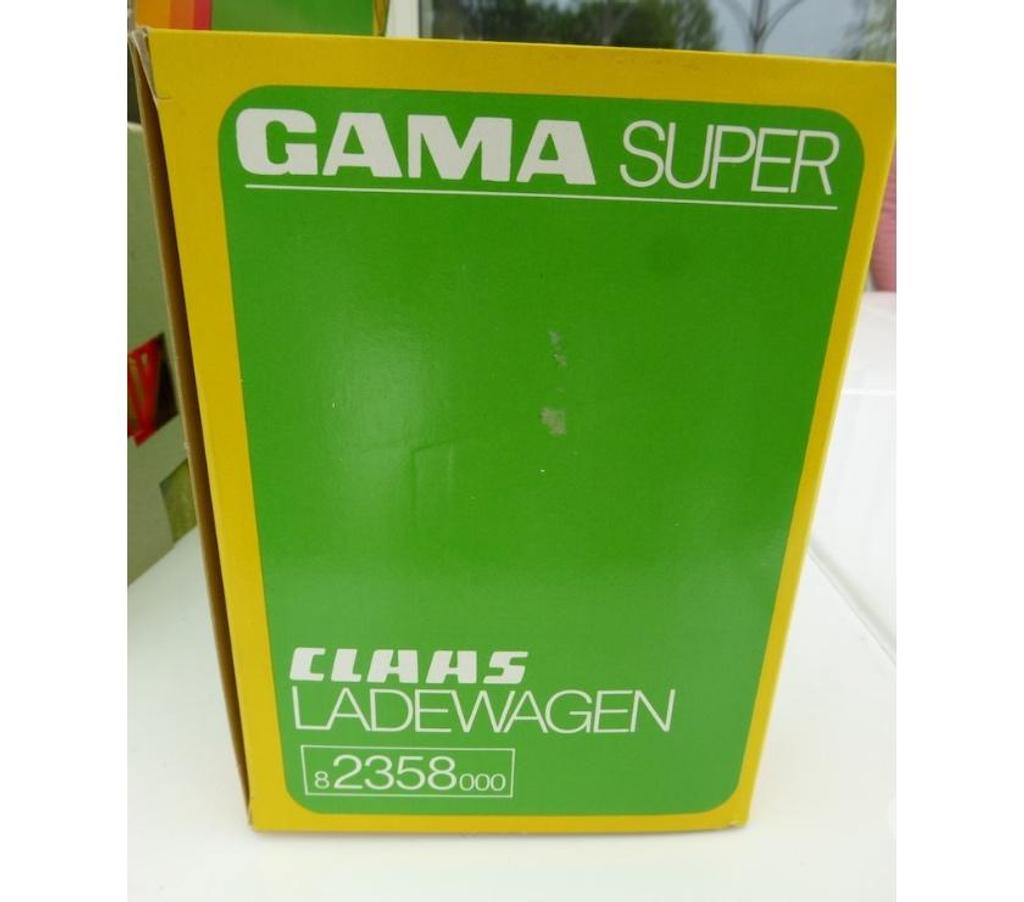 GAMA SUPER
CLAAS
LADEWAGEN
8 2358 000